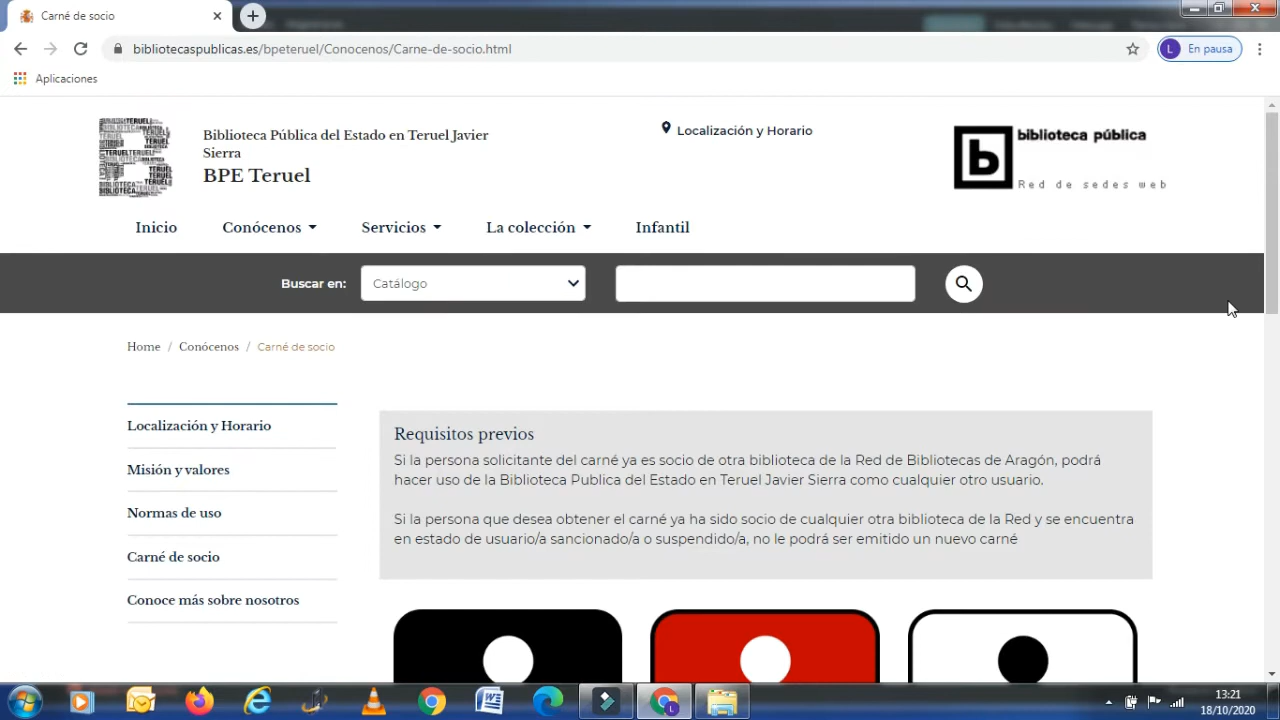 Carné de socio
bibliotecaspublicas.es/bpeteruel/Conocenos/Carne-de-socio.html
L En pausa
Aplicaciones
Biblioteca Pública del Estado en Teruel Javier
Sierra
BPE Teruel
Localización y Horario
b biblioteca pública
Red de sedes web
Inicio Conócenos Servicios La colección Infantil
Buscar en: Catálogo
Home / Conócenos / Carné de socio
Localización y Horario
Misión y valores
Normas de uso
Carné de socio
Conoce más sobre nosotros
Requisitos previos
Si la persona solicitante del carné ya es socio de otra biblioteca de la Red de Bibliotecas de Aragón, podrá
hacer uso de la Biblioteca Publica del Estado en Teruel Javier Sierra como cualquier otro usuario.
Si la persona que desea obtener el carné ya ha sido socio de cualquier otra biblioteca de la Red y se encuentra
en estado de usuario/a sancionado/a o suspendido/a, no le podrá ser emitido un nuevo carné
13:21
18/10/2020